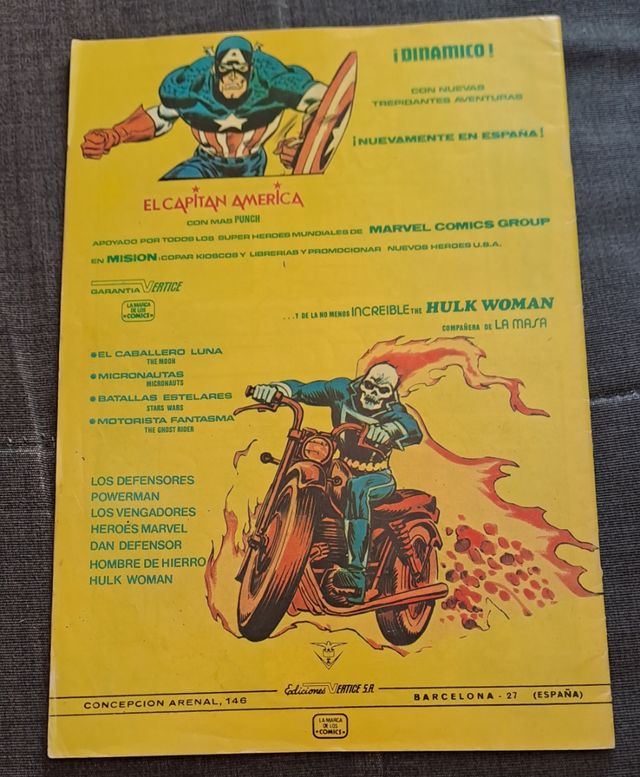 ¡DINAMICO!
CON NUEVAS
TREPIDANTES AVENTURAS
¡NUEVAMENTE EN ESPAÑA!
EL CAPITAN AMERICA
CON MAS PUNCH
APOYADO POR TODOS LOS SUPER HEROES MUNDIALES DE MARVEL COMICS GROUP
EN MISION: COPAR KIOSCOS Y LIBRERIAS Y PROMOCIONAR NUEVOS HEROES U.S.A.
GARANTIA VERTICE
LA MARCA
DE LOS
COMICS
...Y DE LA NO MENOS INCREIBLE THE HULK WOMAN
COMPAÑERA DE LA MASA
EL CABALLERO LUNA
THE MOON
MICRONAUTAS
MICRONAUTS
BATALLAS ESTELARES
STARS WARS
MOTORISTA FANTASMA
THE GHOST RIDER
LOS DEFENSORES
POWERMAN
LOS VENGADORES
HEROES MARVEL
DAN DEFENSOR
HOMBRE DE HIERRO
HULK WOMAN
Ediciones VERTICE S.A.
CONCEPCION ARENAL, 146
BARCELONA - 27 (ESPAÑA)
LA MARCA
DE LOS
COMICS